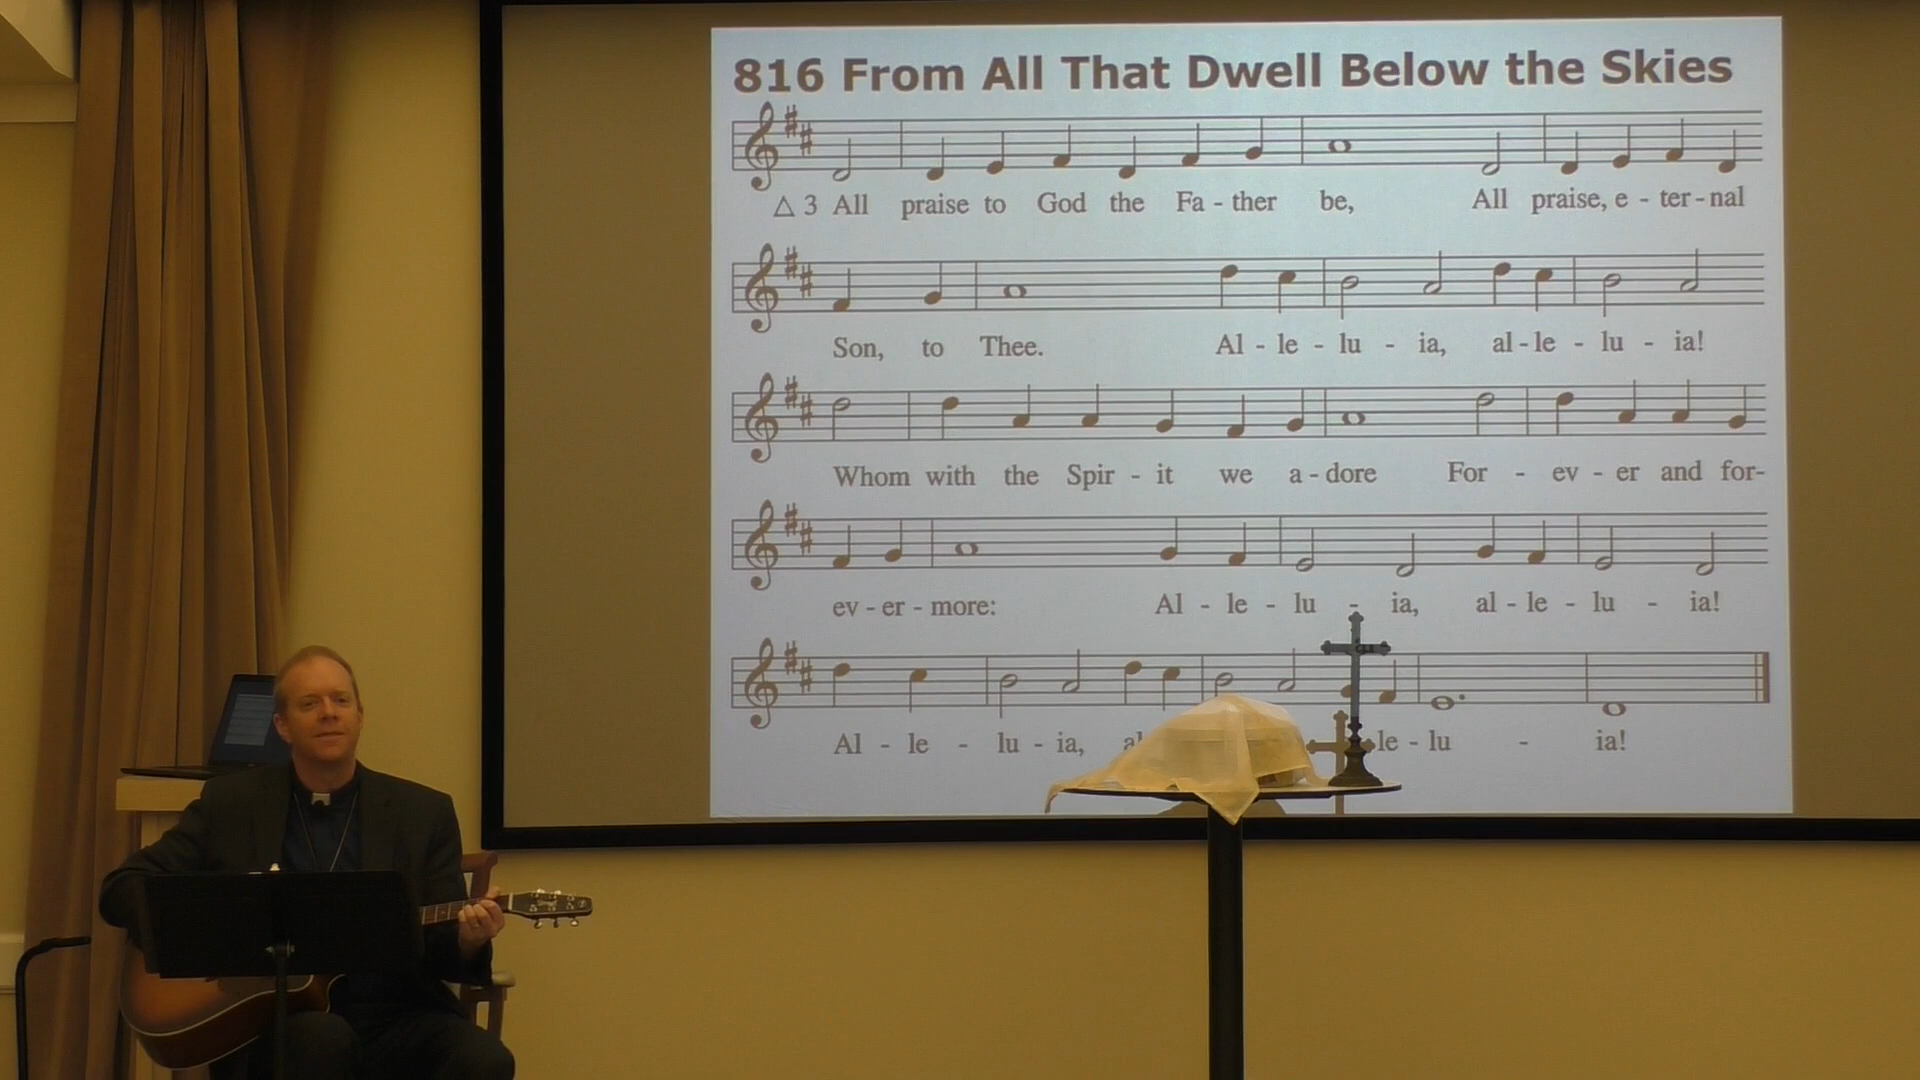 816 From All That Dwell Below the Skies
△ 3 All praise to God the Fa - ther be, All praise, e - ter - nal
Son, to Thee. Al - le - lu - ia, al - le - lu - ia!
Whom with the Spir - it we a - dore For - ev - er and for-
ev - er - more: Al - le - lu - ia, al - le - lu - ia!
Al - le - lu - ia, al le - lu - ia!